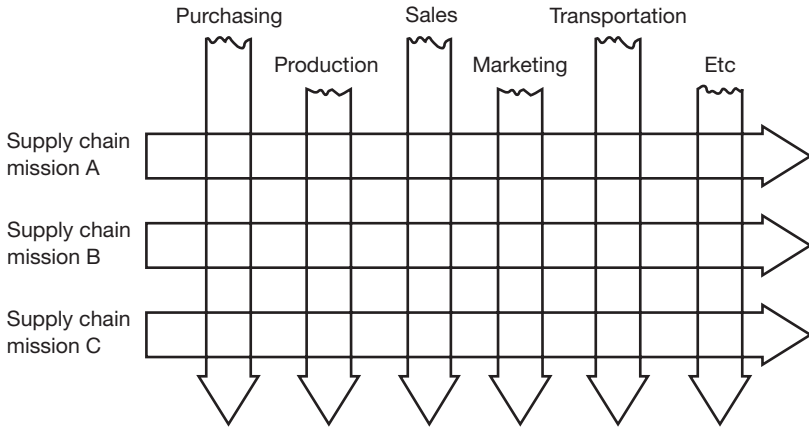 Purchasing
Sales
Transportation
Production
Marketing
Etc
Supply chain
mission A
Supply chain
mission B
Supply chain
mission C